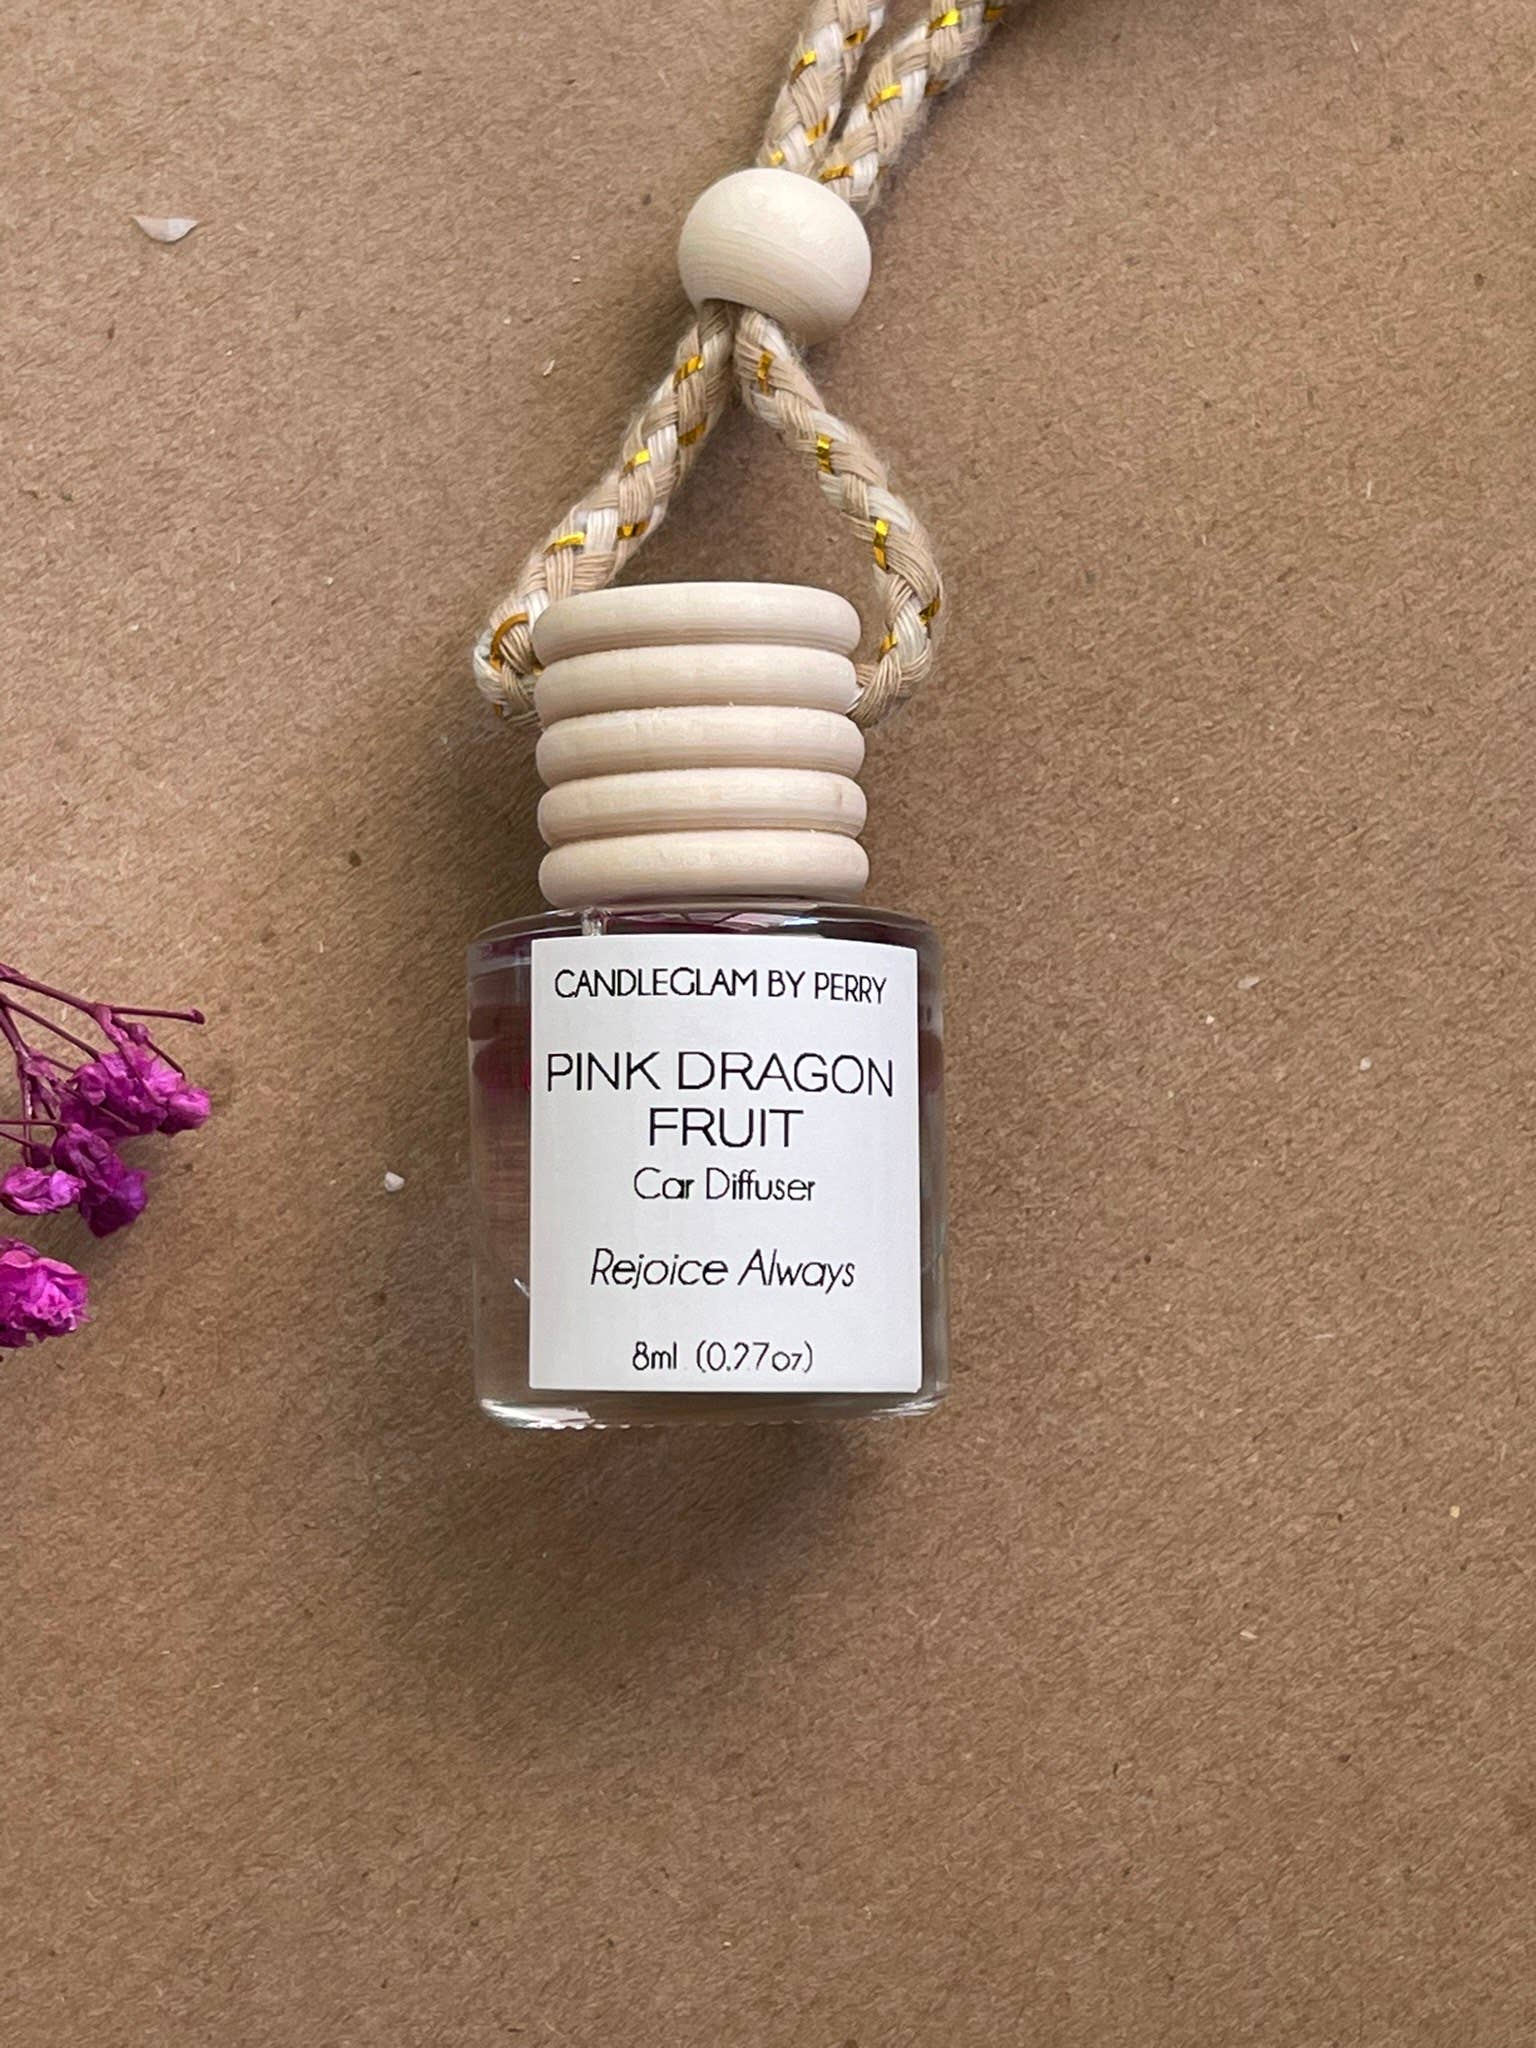 CANDLEGLAM BY PERRY
PINK DRAGON
FRUIT
Car Diffuser
Rejoice Always
8ml (0.27oz)